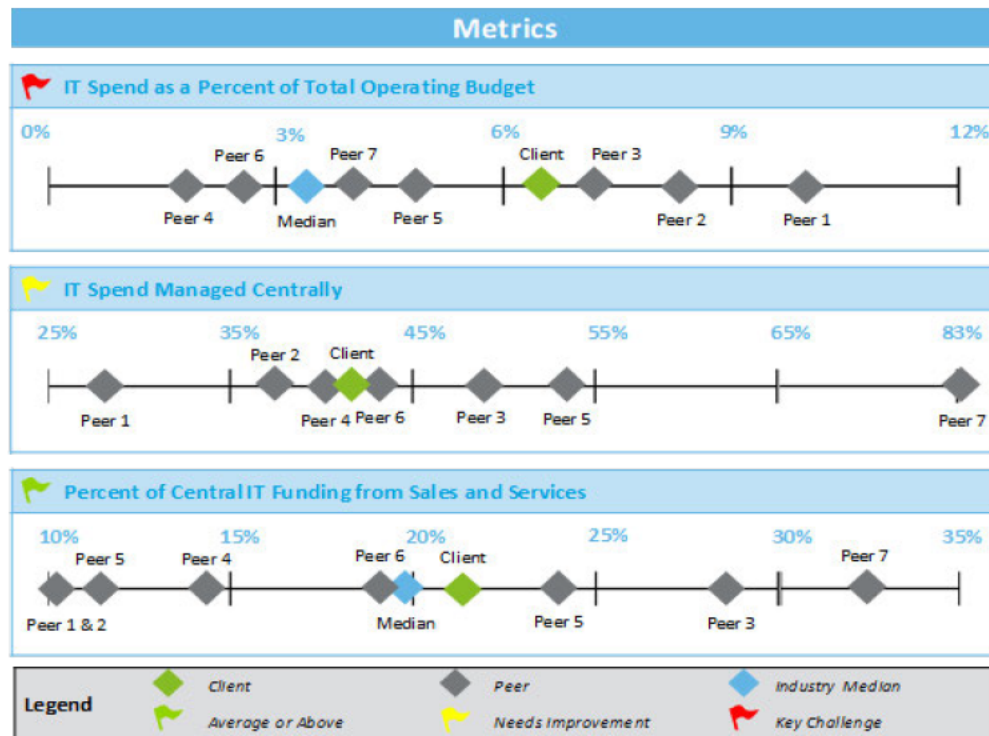 Metrics
IT Spend as a Percent of Total Operating Budget
0% 3% 6% 9% 12%
Peer 6 Peer 7 Client Peer 3
Peer 4 Median Peer 5 Peer 2 Peer 1
IT Spend Managed Centrally
25% 35% 45% 55% 65% 83%
Peer 2 Client
Peer 1 Peer 4 Peer 6 Peer 3 Peer 5 Peer 7
Percent of Central IT Funding from Sales and Services
10% 15% 20% 25% 30% 35%
Peer 5 Peer 4 Peer 6 Client Peer 7
Peer 1 & 2 Median Peer 5 Peer 3
Legend
Client Peer Industry Median
Average or Above Needs Improvement Key Challenge